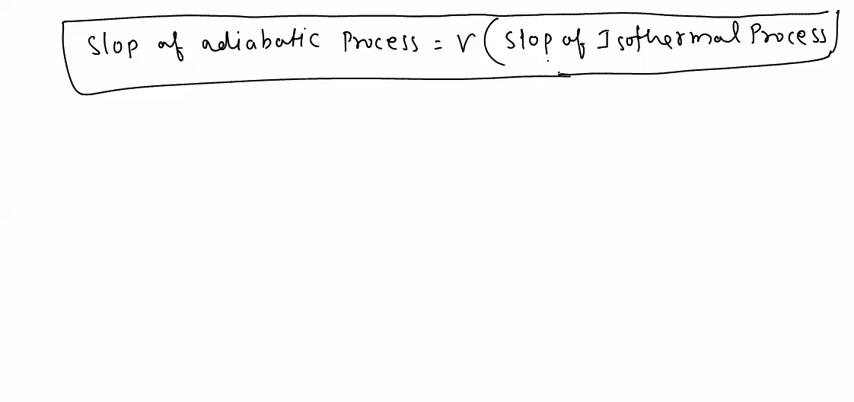 Slop of adiabatic Process = γ (Slop of Isothermal Process)